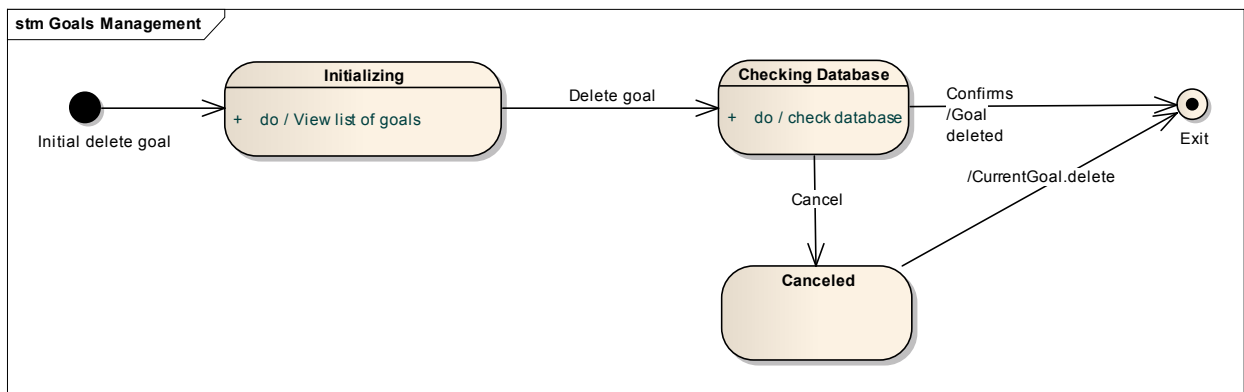 stm Goals Management
Initializing
+ do / View list of goals
Initial delete goal
Delete goal
Checking Database
+ do / check database
Confirms
/Goal
deleted
Exit
/CurrentGoal.delete
Cancel
Canceled